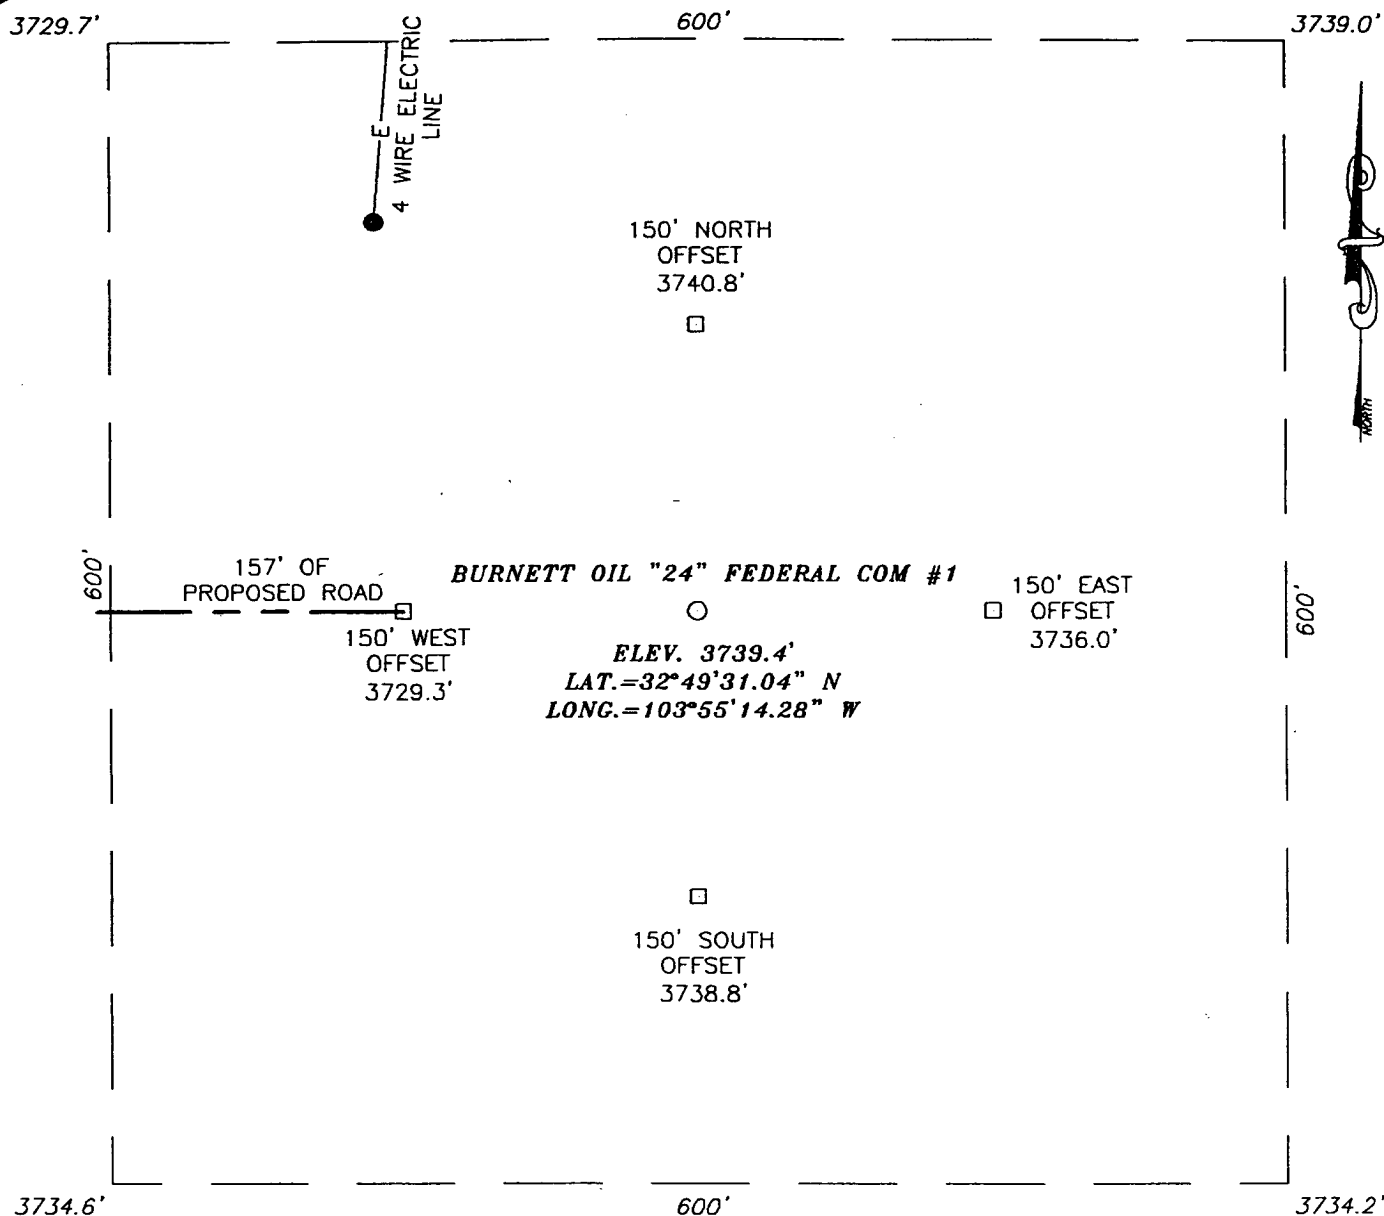 3729.7'
600'
3739.0'
E
4 WIRE ELECTRIC
LINE
150' NORTH
OFFSET
3740.8'
NORTH
600'
157' OF
PROPOSED ROAD
BURNETT OIL "24" FEDERAL COM #1
150' EAST
OFFSET
3736.0'
600'
150' WEST
OFFSET
3729.3'
ELEV. 3739.4'
LAT.=32°49'31.04" N
LONG.=103°55'14.28" W
150' SOUTH
OFFSET
3738.8'
3734.6'
600'
3734.2'